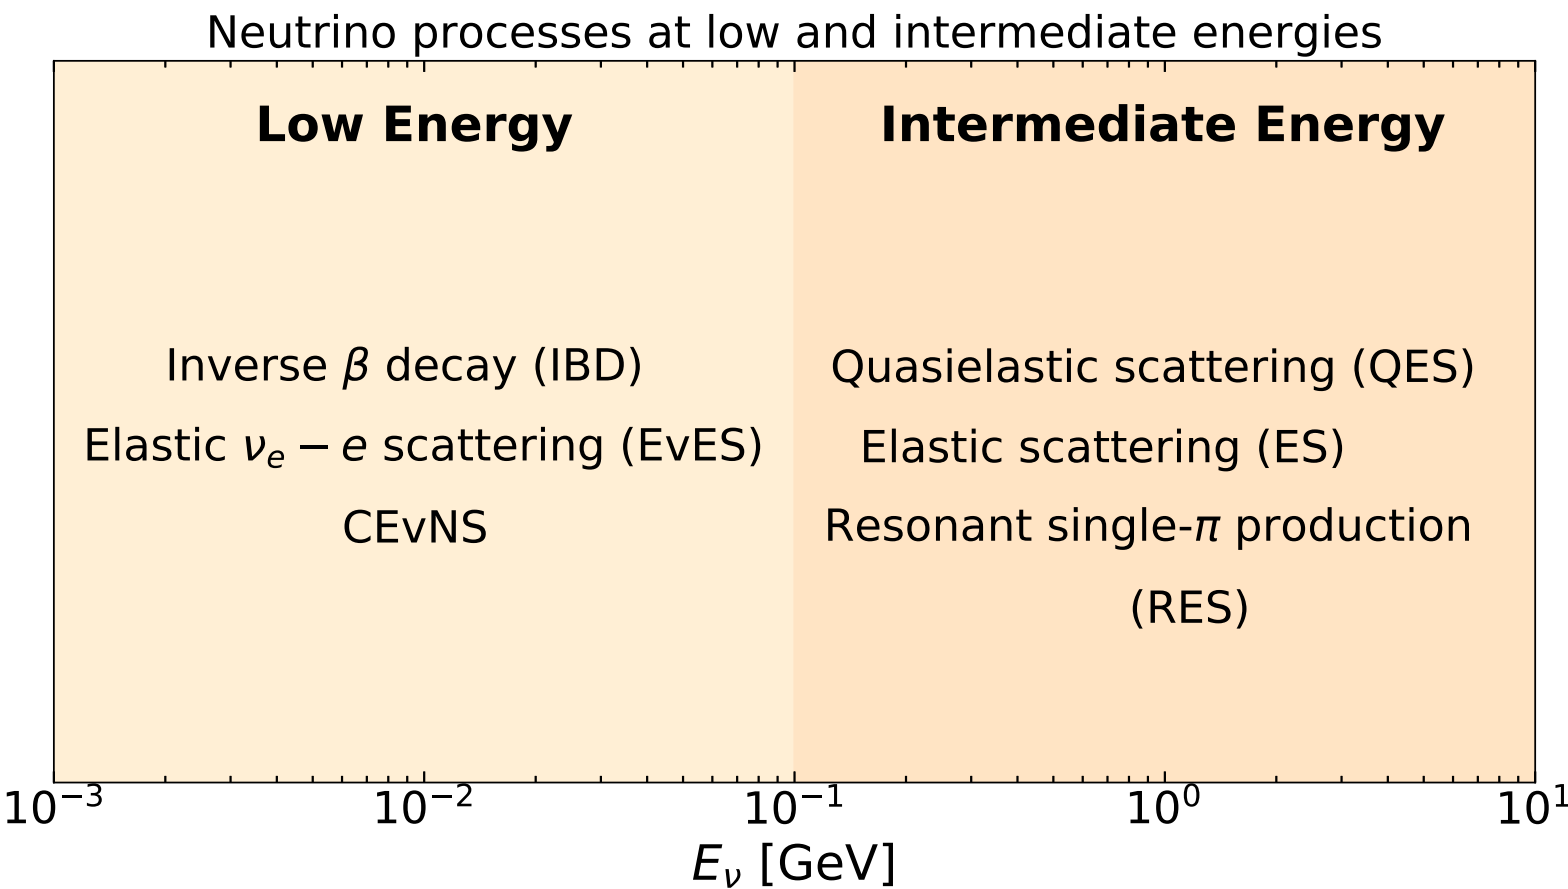 Neutrino processes at low and intermediate energies
Low Energy
Intermediate Energy
Inverse β decay (IBD)
Elastic νₑ − e scattering (EvES)
CEvNS
Quasielastic scattering (QES)
Elastic scattering (ES)
Resonant single-π production
(RES)
10⁻³ 10⁻² 10⁻¹ 10⁰ 10¹
E_ν [GeV]